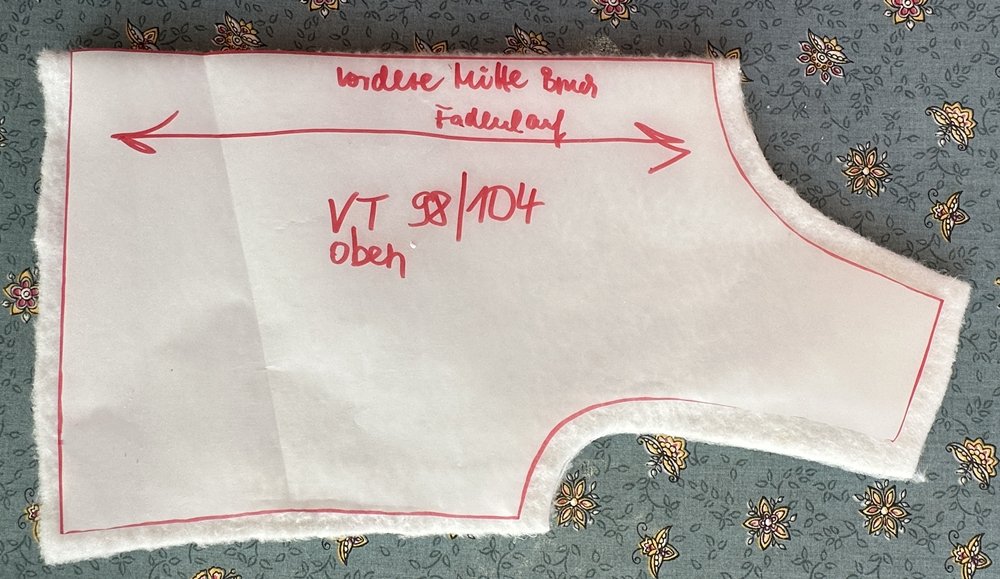 vordere Mitte Bruch
Fadenlauf
VT 98/104
oben